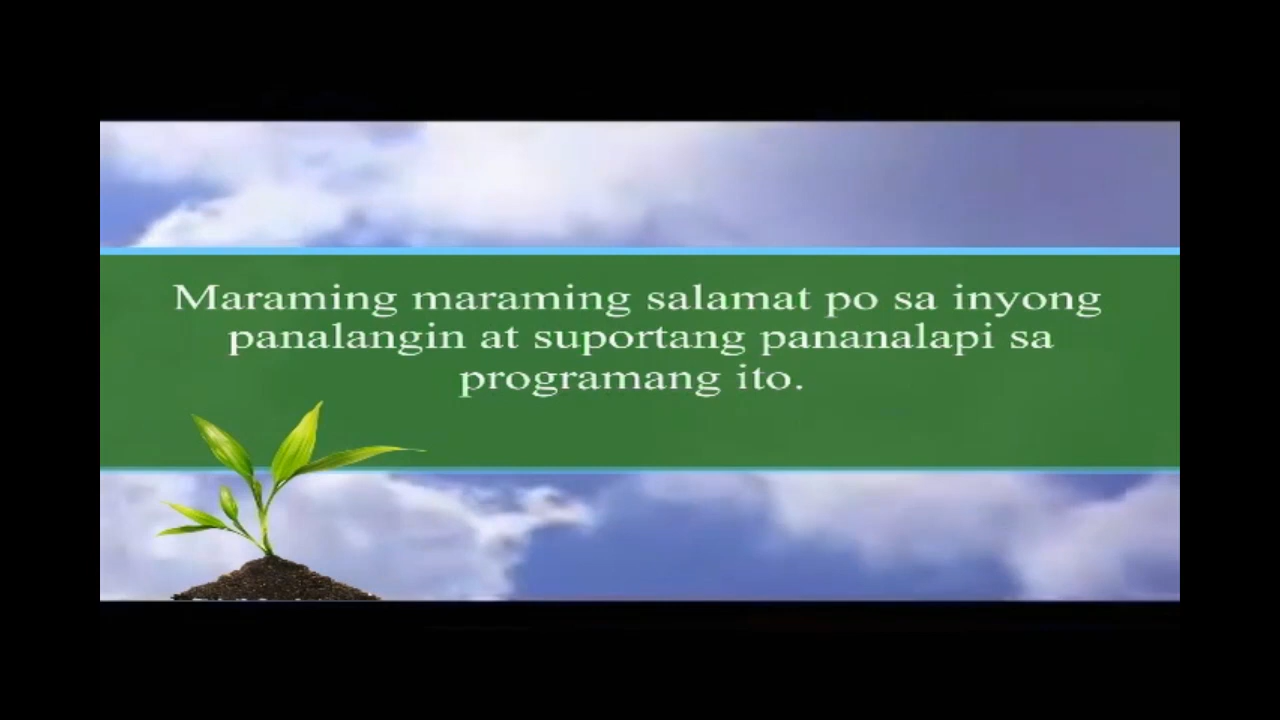 Maraming maraming salamat po sa inyong
panalangin at suportang pananalapi sa
programang ito.